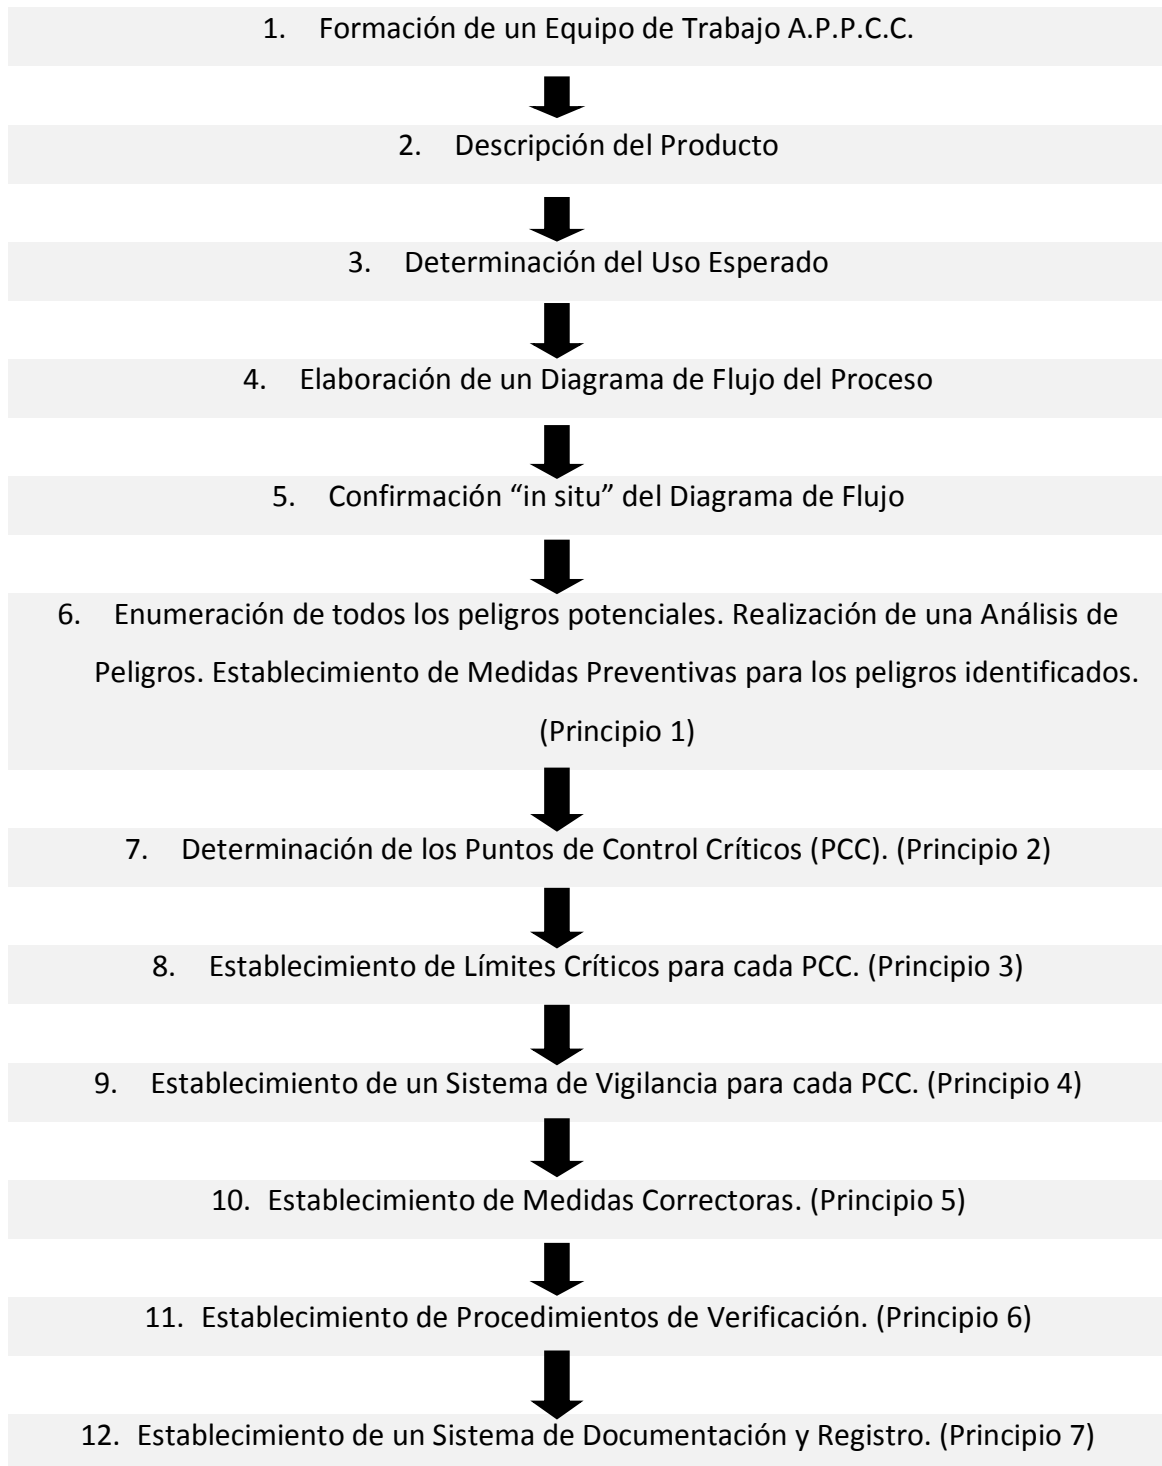 1. Formación de un Equipo de Trabajo A.P.P.C.C.
2. Descripción del Producto
3. Determinación del Uso Esperado
4. Elaboración de un Diagrama de Flujo del Proceso
5. Confirmación “in situ” del Diagrama de Flujo
6. Enumeración de todos los peligros potenciales. Realización de una Análisis de
Peligros. Establecimiento de Medidas Preventivas para los peligros identificados.
(Principio 1)
7. Determinación de los Puntos de Control Críticos (PCC). (Principio 2)
8. Establecimiento de Límites Críticos para cada PCC. (Principio 3)
9. Establecimiento de un Sistema de Vigilancia para cada PCC. (Principio 4)
10. Establecimiento de Medidas Correctoras. (Principio 5)
11. Establecimiento de Procedimientos de Verificación. (Principio 6)
12. Establecimiento de un Sistema de Documentación y Registro. (Principio 7)